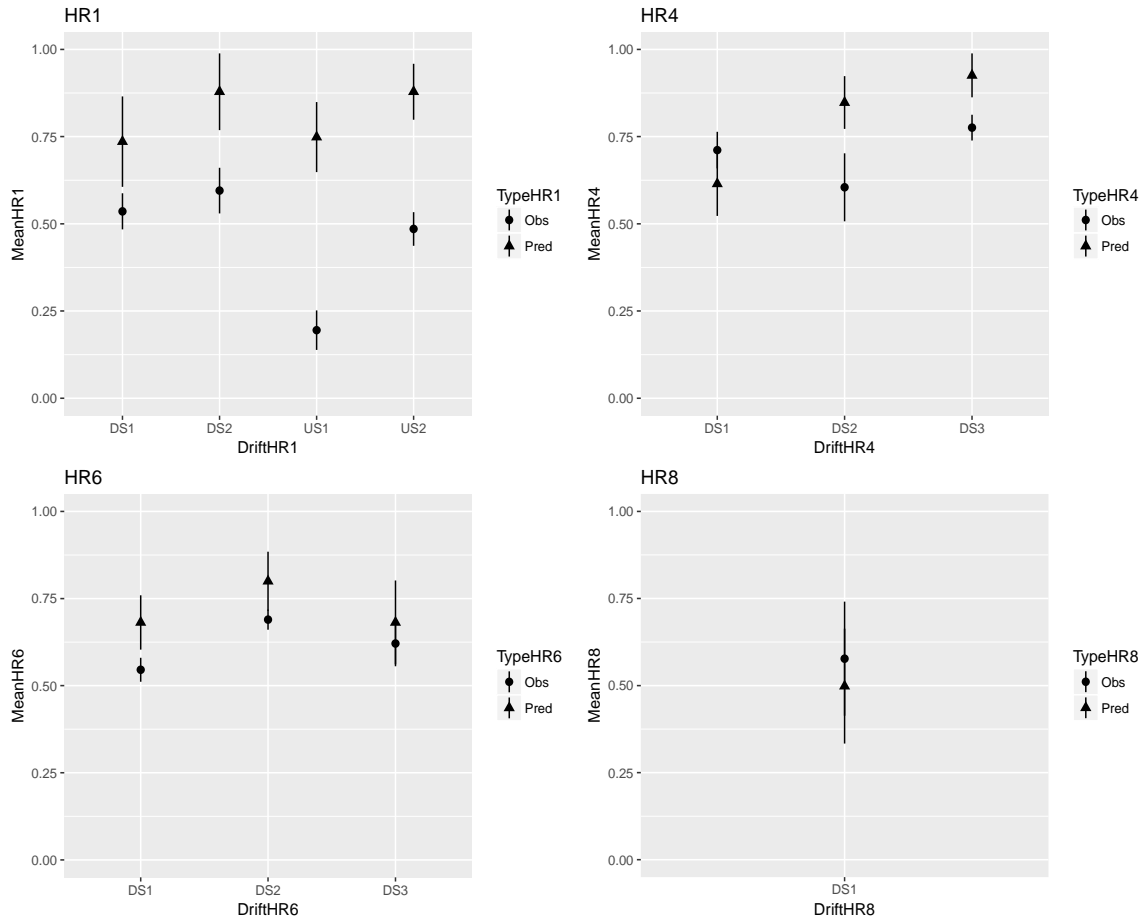 HR1
MeanHR1
1.00
0.75
0.50
0.25
0.00
DS1 DS2 US1 US2
DriftHR1
TypeHR1
Obs
Pred
HR4
MeanHR4
1.00
0.75
0.50
0.25
0.00
DS1 DS2 DS3
DriftHR4
TypeHR4
Obs
Pred
HR6
MeanHR6
1.00
0.75
0.50
0.25
0.00
DS1 DS2 DS3
DriftHR6
TypeHR6
Obs
Pred
HR8
MeanHR8
1.00
0.75
0.50
0.25
0.00
DS1
DriftHR8
TypeHR8
Obs
Pred